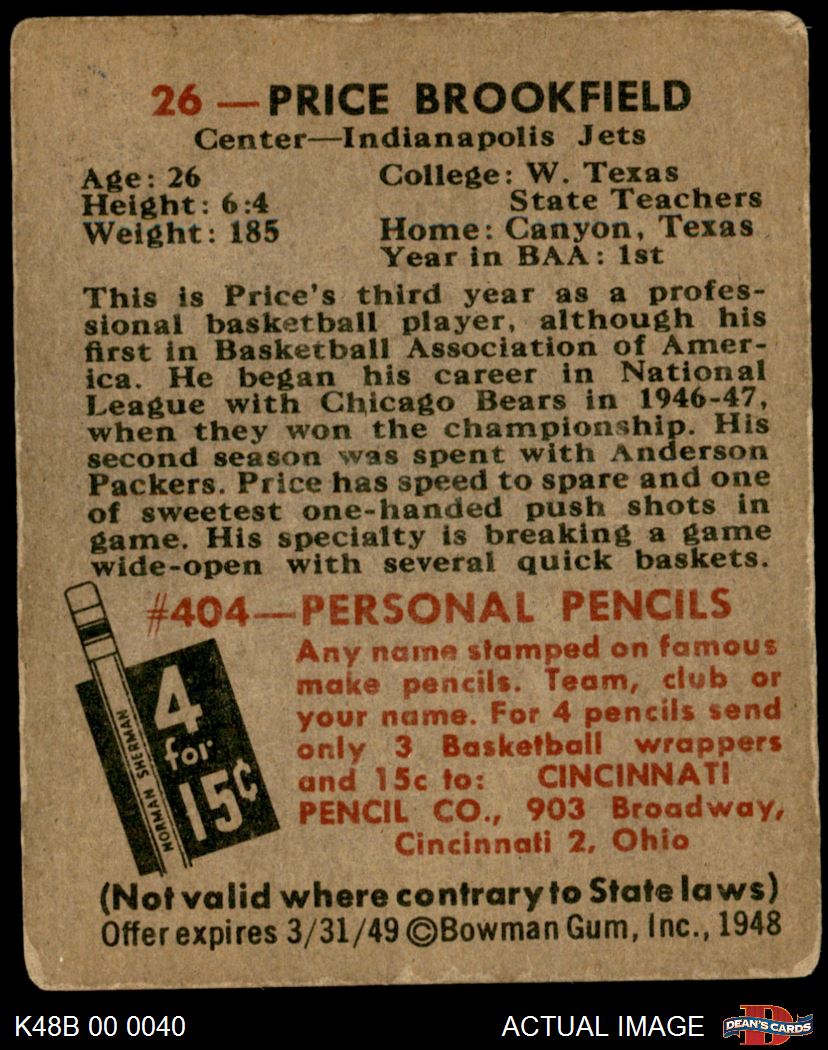 26 — PRICE BROOKFIELD
Center—Indianapolis Jets
Age: 26
Height: 6:4
Weight: 185
College: W. Texas
State Teachers
Home: Canyon, Texas
Year in BAA: 1st
This is Price's third year as a profes-
sional basketball player, although his
first in Basketball Association of Amer-
ica. He began his career in National
League with Chicago Bears in 1946-47,
when they won the championship. His
second season was spent with Anderson
Packers. Price has speed to spare and one
of sweetest one-handed push shots in
game. His specialty is breaking a game
wide-open with several quick baskets.
#404—PERSONAL PENCILS
NORMAN SHERMAN
4
for
15¢
Any name stamped on famous
make pencils. Team, club or
your name. For 4 pencils send
only 3 Basketball wrappers
and 15c to: CINCINNATI
PENCIL CO., 903 Broadway,
Cincinnati 2, Ohio
(Not valid where contrary to State laws)
Offer expires 3/31/49 ©Bowman Gum, Inc., 1948
K48B 00 0040
ACTUAL IMAGE
D
DEAN'S CARDS